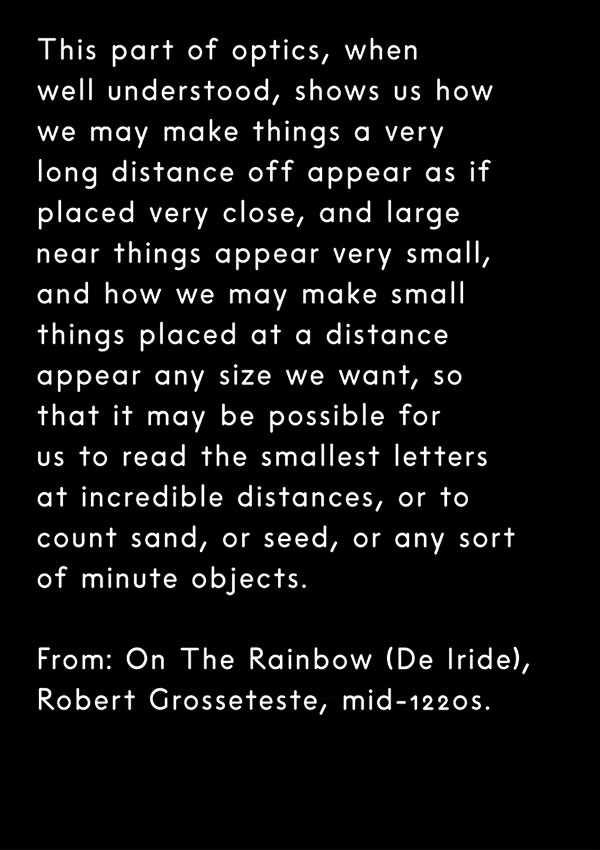 This part of optics, when
well understood, shows us how
we may make things a very
long distance off appear as if
placed very close, and large
near things appear very small,
and how we may make small
things placed at a distance
appear any size we want, so
that it may be possible for
us to read the smallest letters
at incredible distances, or to
count sand, or seed, or any sort
of minute objects.
From: On The Rainbow (De Iride),
Robert Grosseteste, mid-1220s.